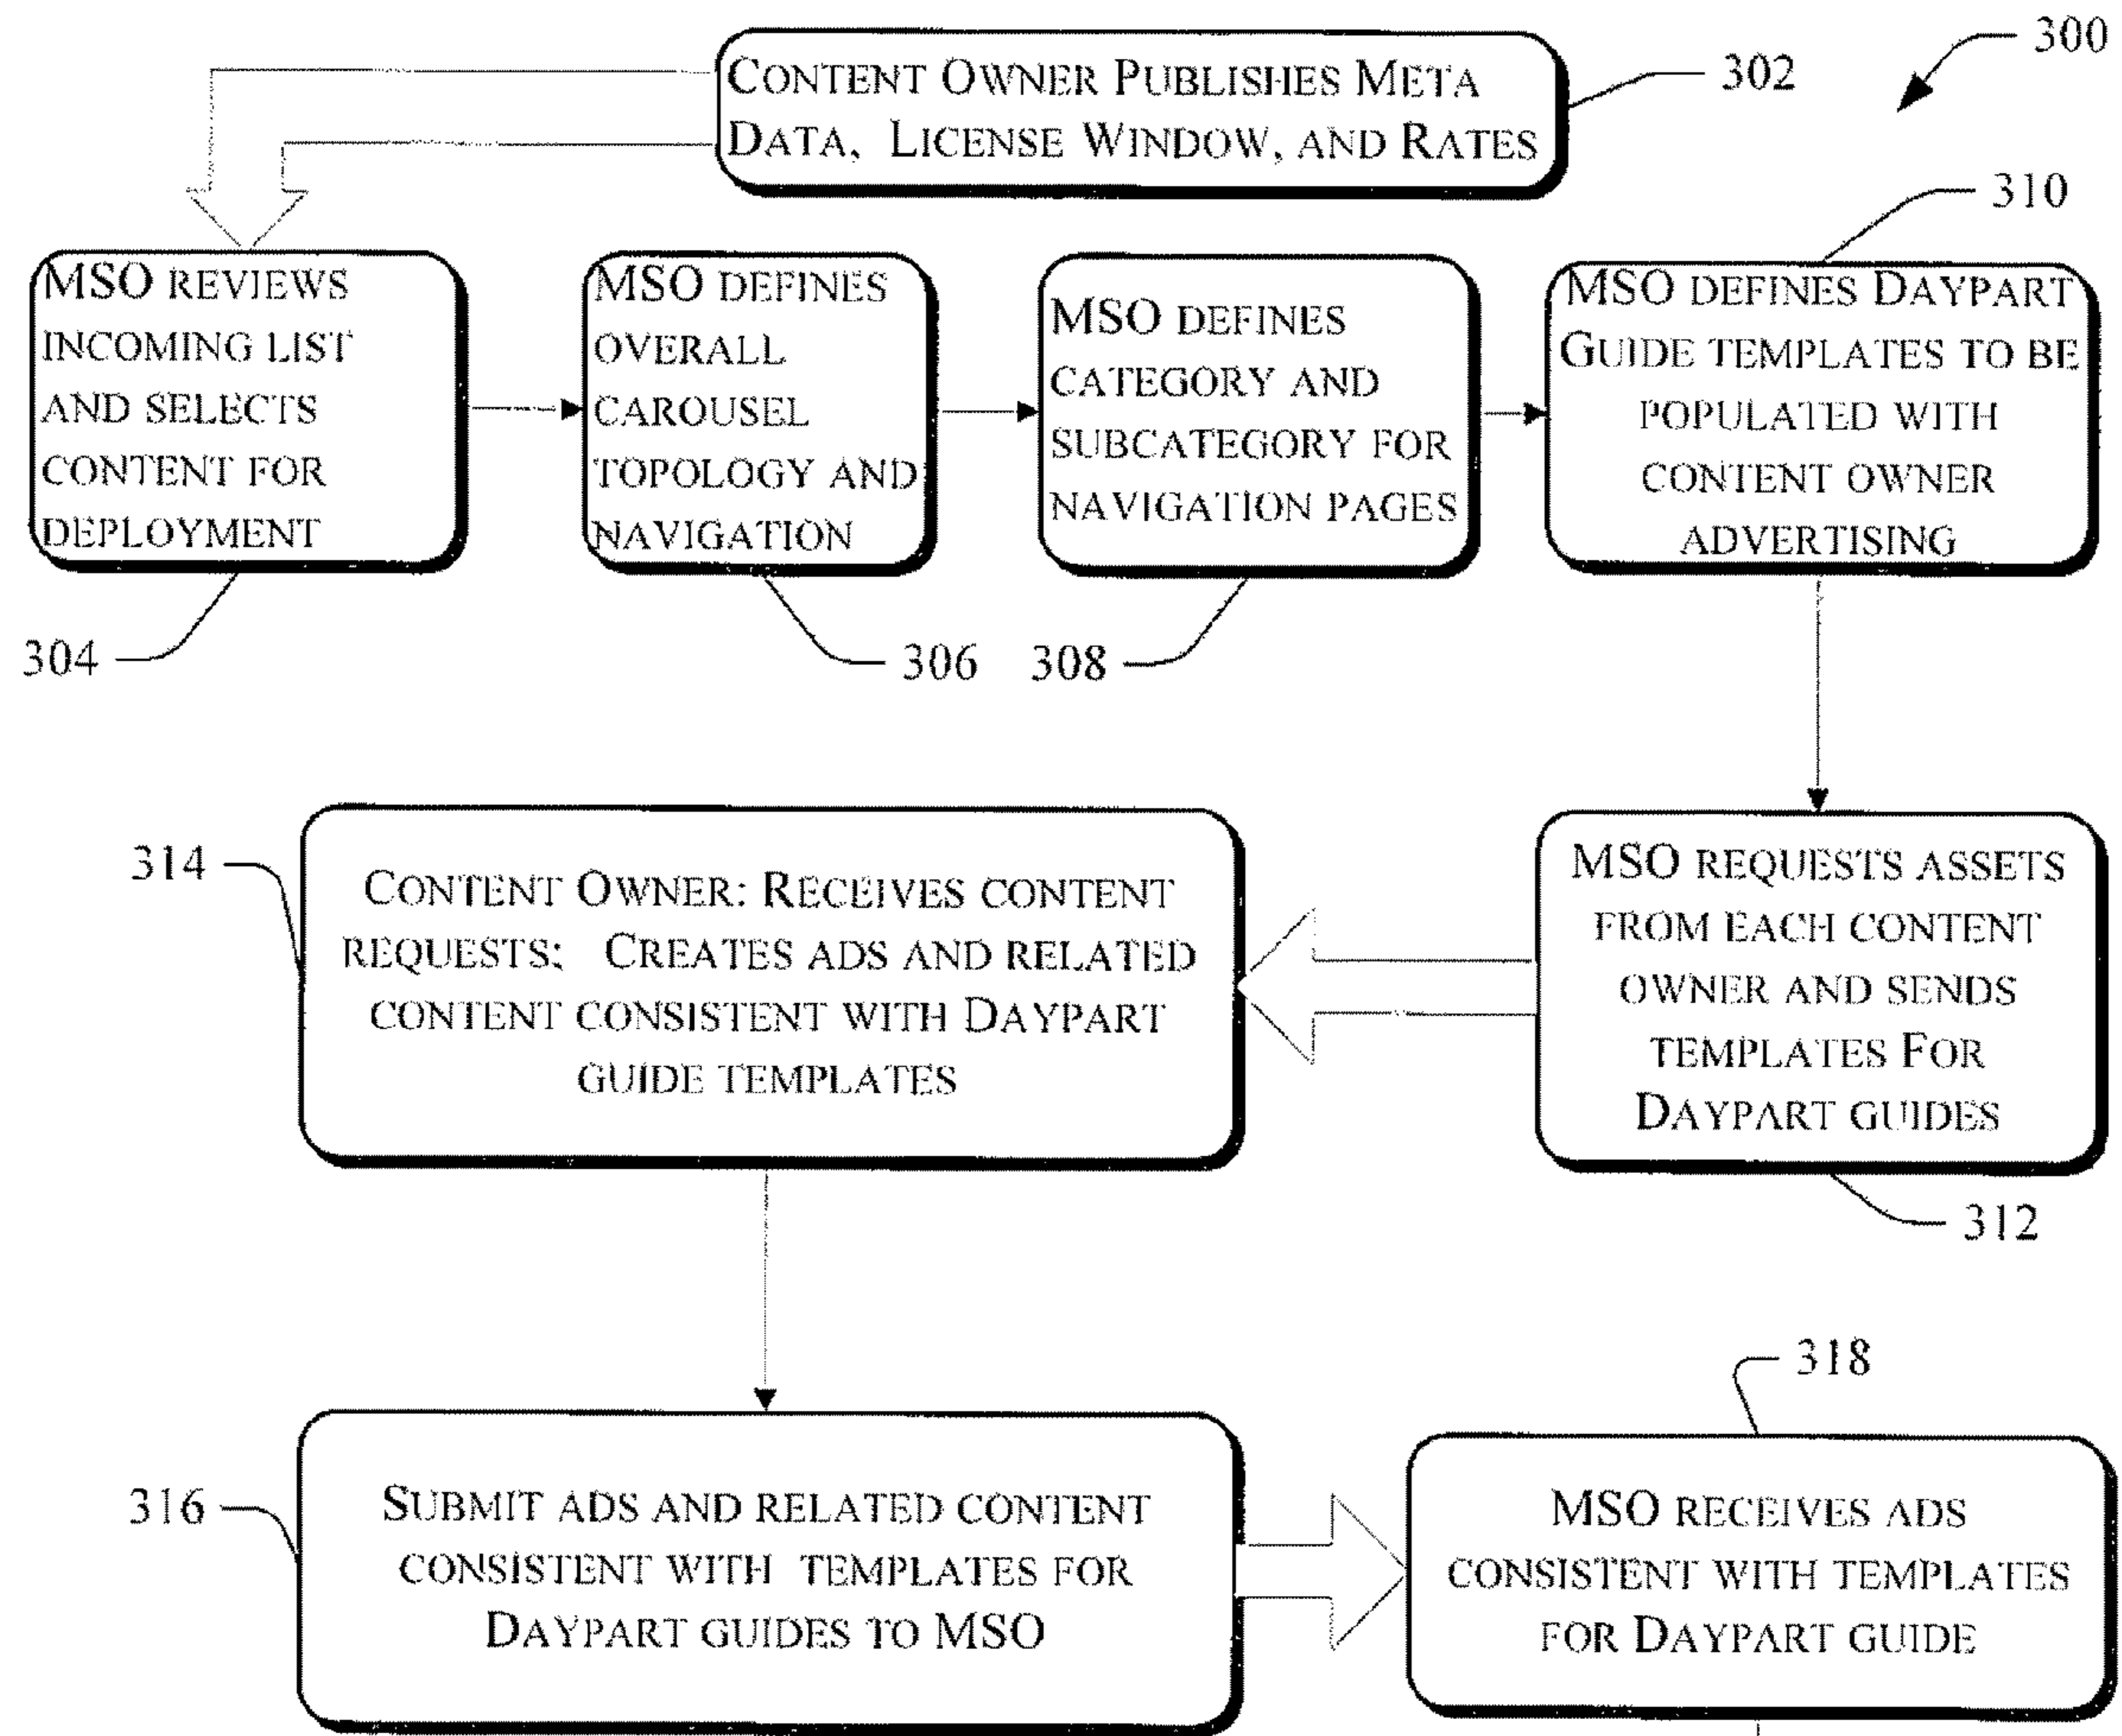 300
CONTENT OWNER PUBLISHES META
DATA, LICENSE WINDOW, AND RATES
302
310
MSO REVIEWS
INCOMING LIST
AND SELECTS
CONTENT FOR
DEPLOYMENT
MSO DEFINES
OVERALL
CAROUSEL
TOPOLOGY AND
NAVIGATION
MSO DEFINES
CATEGORY AND
SUBCATEGORY FOR
NAVIGATION PAGES
MSO DEFINES DAYPART
GUIDE TEMPLATES TO BE
POPULATED WITH
CONTENT OWNER
ADVERTISING
304
306
308
314
CONTENT OWNER: RECEIVES CONTENT
REQUESTS; CREATES ADS AND RELATED
CONTENT CONSISTENT WITH DAYPART
GUIDE TEMPLATES
MSO REQUESTS ASSETS
FROM EACH CONTENT
OWNER AND SENDS
TEMPLATES FOR
DAYPART GUIDES
312
318
316
SUBMIT ADS AND RELATED CONTENT
CONSISTENT WITH TEMPLATES FOR
DAYPART GUIDES TO MSO
MSO RECEIVES ADS
CONSISTENT WITH TEMPLATES
FOR DAYPART GUIDE